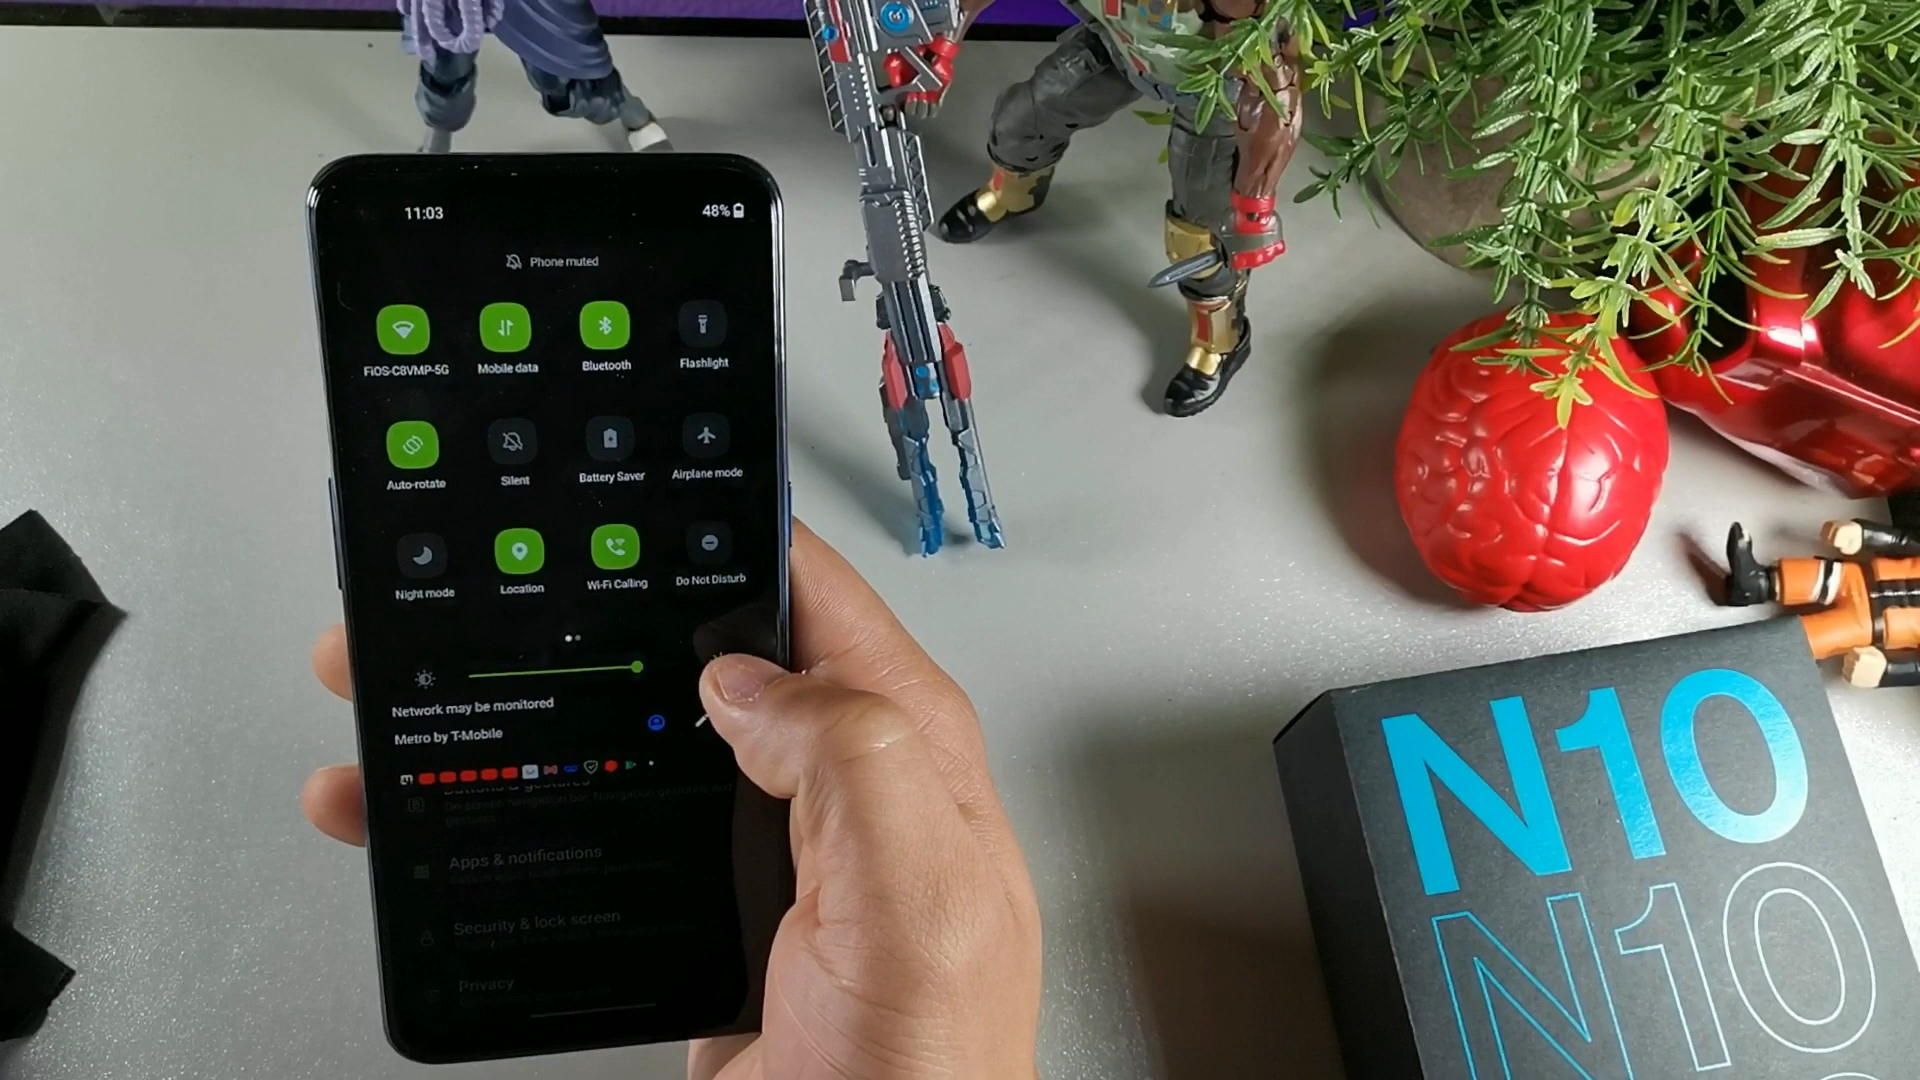 11:03
48%
Phone muted
FiOS-C8VMP-5G
Mobile data
Bluetooth
Flashlight
Auto-rotate
Silent
Battery Saver
Airplane mode
Night mode
Location
Wi-Fi Calling
Do Not Disturb
Network may be monitored
Metro by T-Mobile
Buttons & gestures
Apps & notifications
Security & lock screen
Privacy
N10
N10